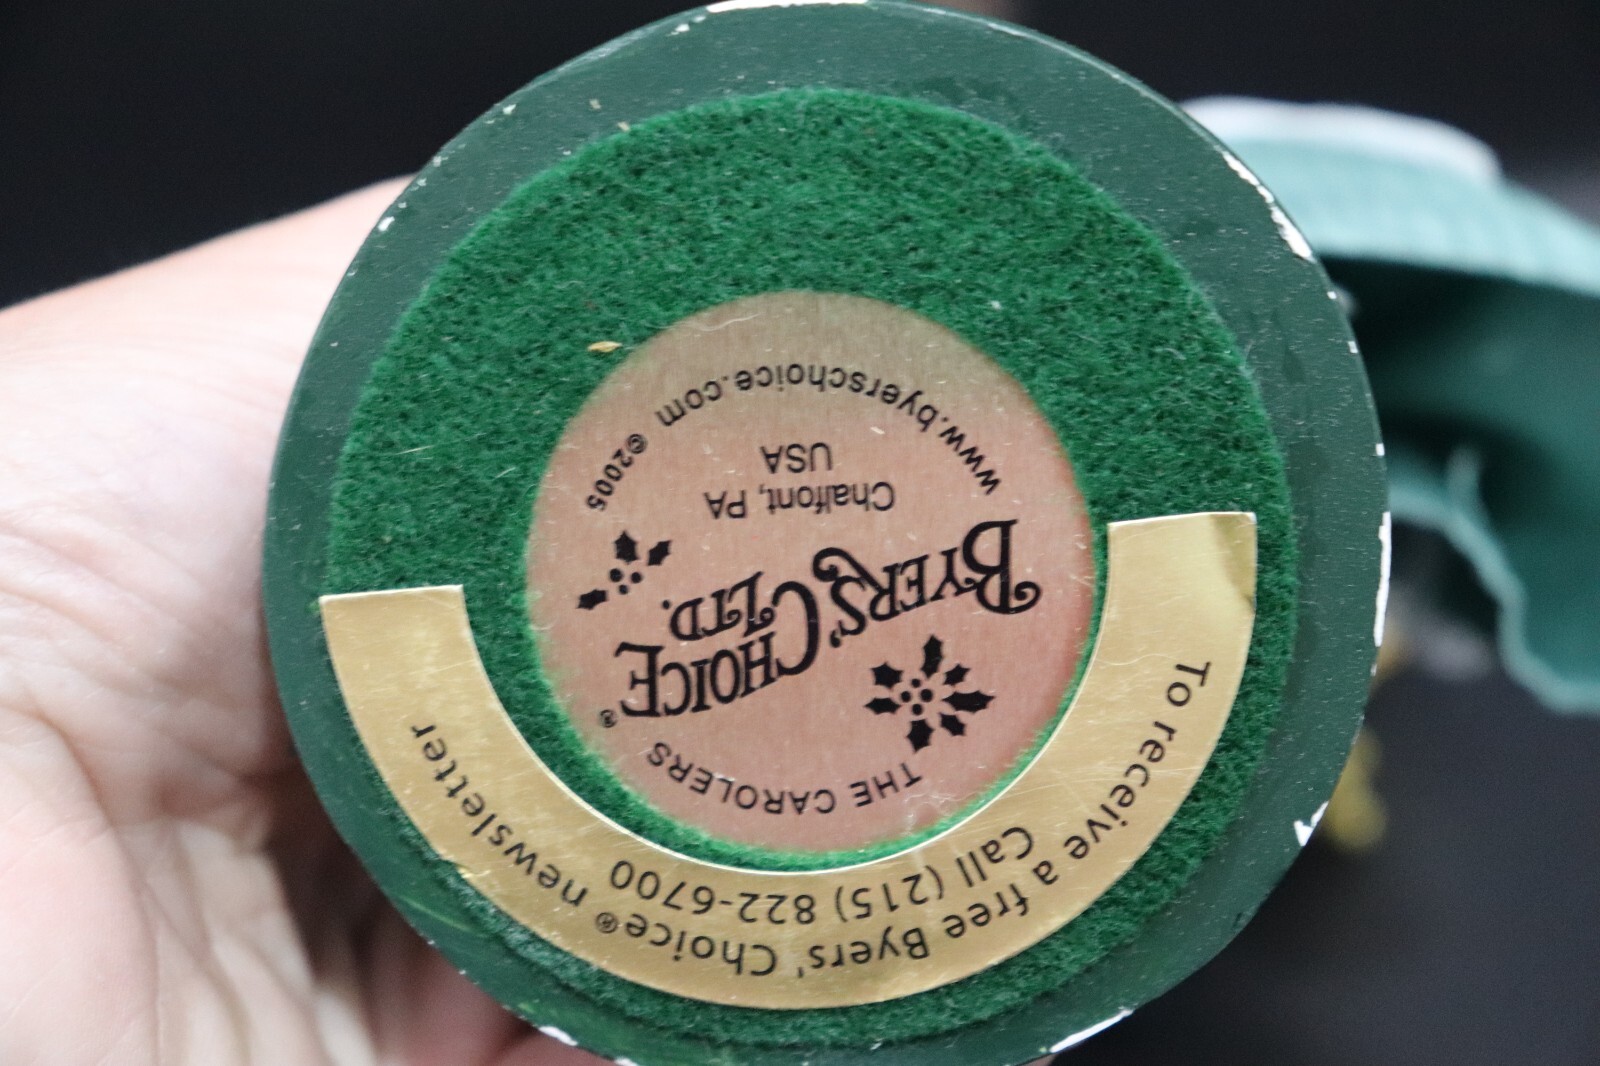 THE CAROLERS
BYERS' CHOICE®
LTD.
Chalfont, PA
USA
www.byerschoice.com ©2005
Call (215) 822-6700
To receive a free Byers' Choice® newsletter